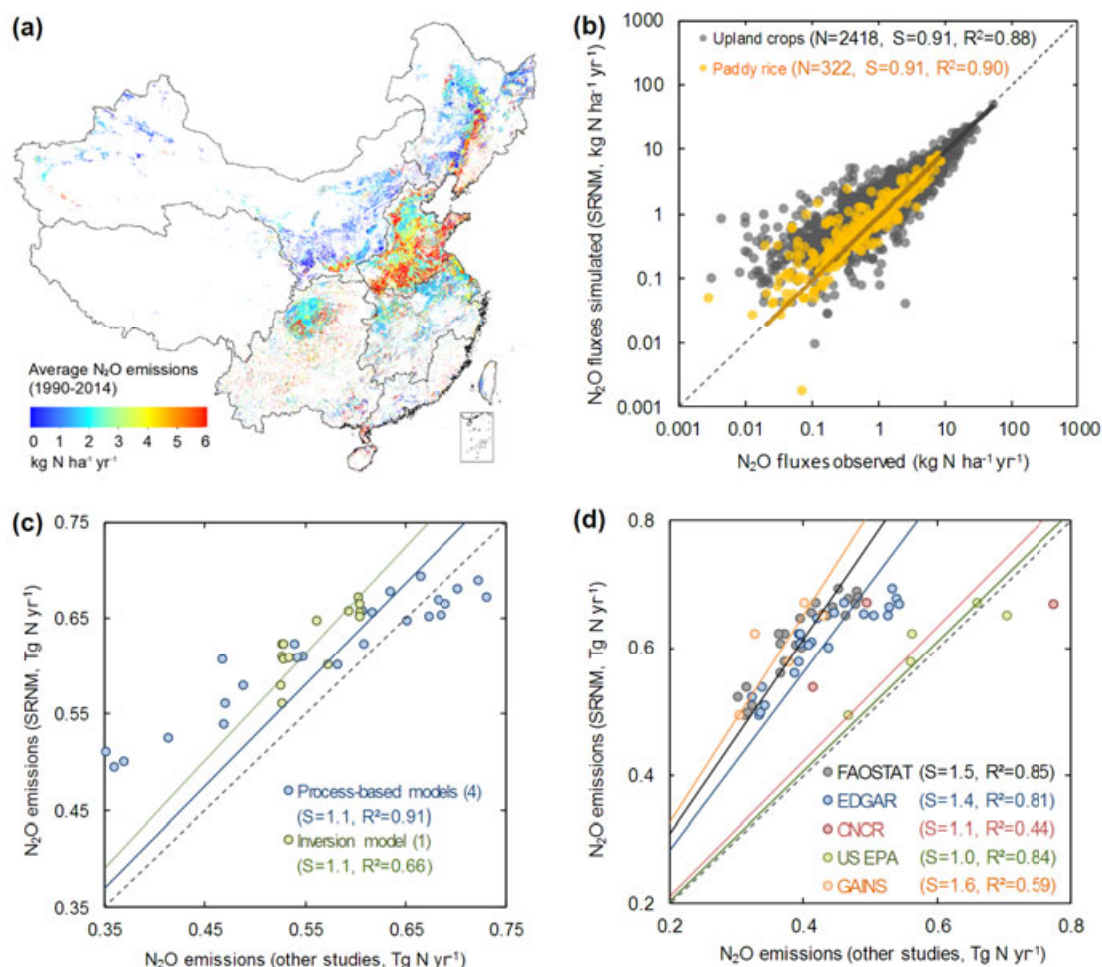 (a)
Average N₂O emissions
(1990-2014)
0 1 2 3 4 5 6
kg N ha⁻¹ yr⁻¹
(b)
Upland crops (N=2418, S=0.91, R²=0.88)
Paddy rice (N=322, S=0.91, R²=0.90)
N₂O fluxes simulated (SRNM, kg N ha⁻¹ yr⁻¹)
1000
100
10
1
0.1
0.01
0.001
0.001 0.01 0.1 1 10 100 1000
N₂O fluxes observed (kg N ha⁻¹ yr⁻¹)
(c)
N₂O emissions (SRNM, Tg N yr⁻¹)
0.75
0.65
0.55
0.45
0.35
Process-based models (4)
(S=1.1, R²=0.91)
Inversion model (1)
(S=1.1, R²=0.66)
0.35 0.45 0.55 0.65 0.75
N₂O emissions (other studies, Tg N yr⁻¹)
(d)
N₂O emissions (SRNM, Tg N yr⁻¹)
0.8
0.6
0.4
0.2
FAOSTAT (S=1.5, R²=0.85)
EDGAR (S=1.4, R²=0.81)
CNCR (S=1.1, R²=0.44)
US EPA (S=1.0, R²=0.84)
GAINS (S=1.6, R²=0.59)
0.2 0.4 0.6 0.8
N₂O emissions (other studies, Tg N yr⁻¹)